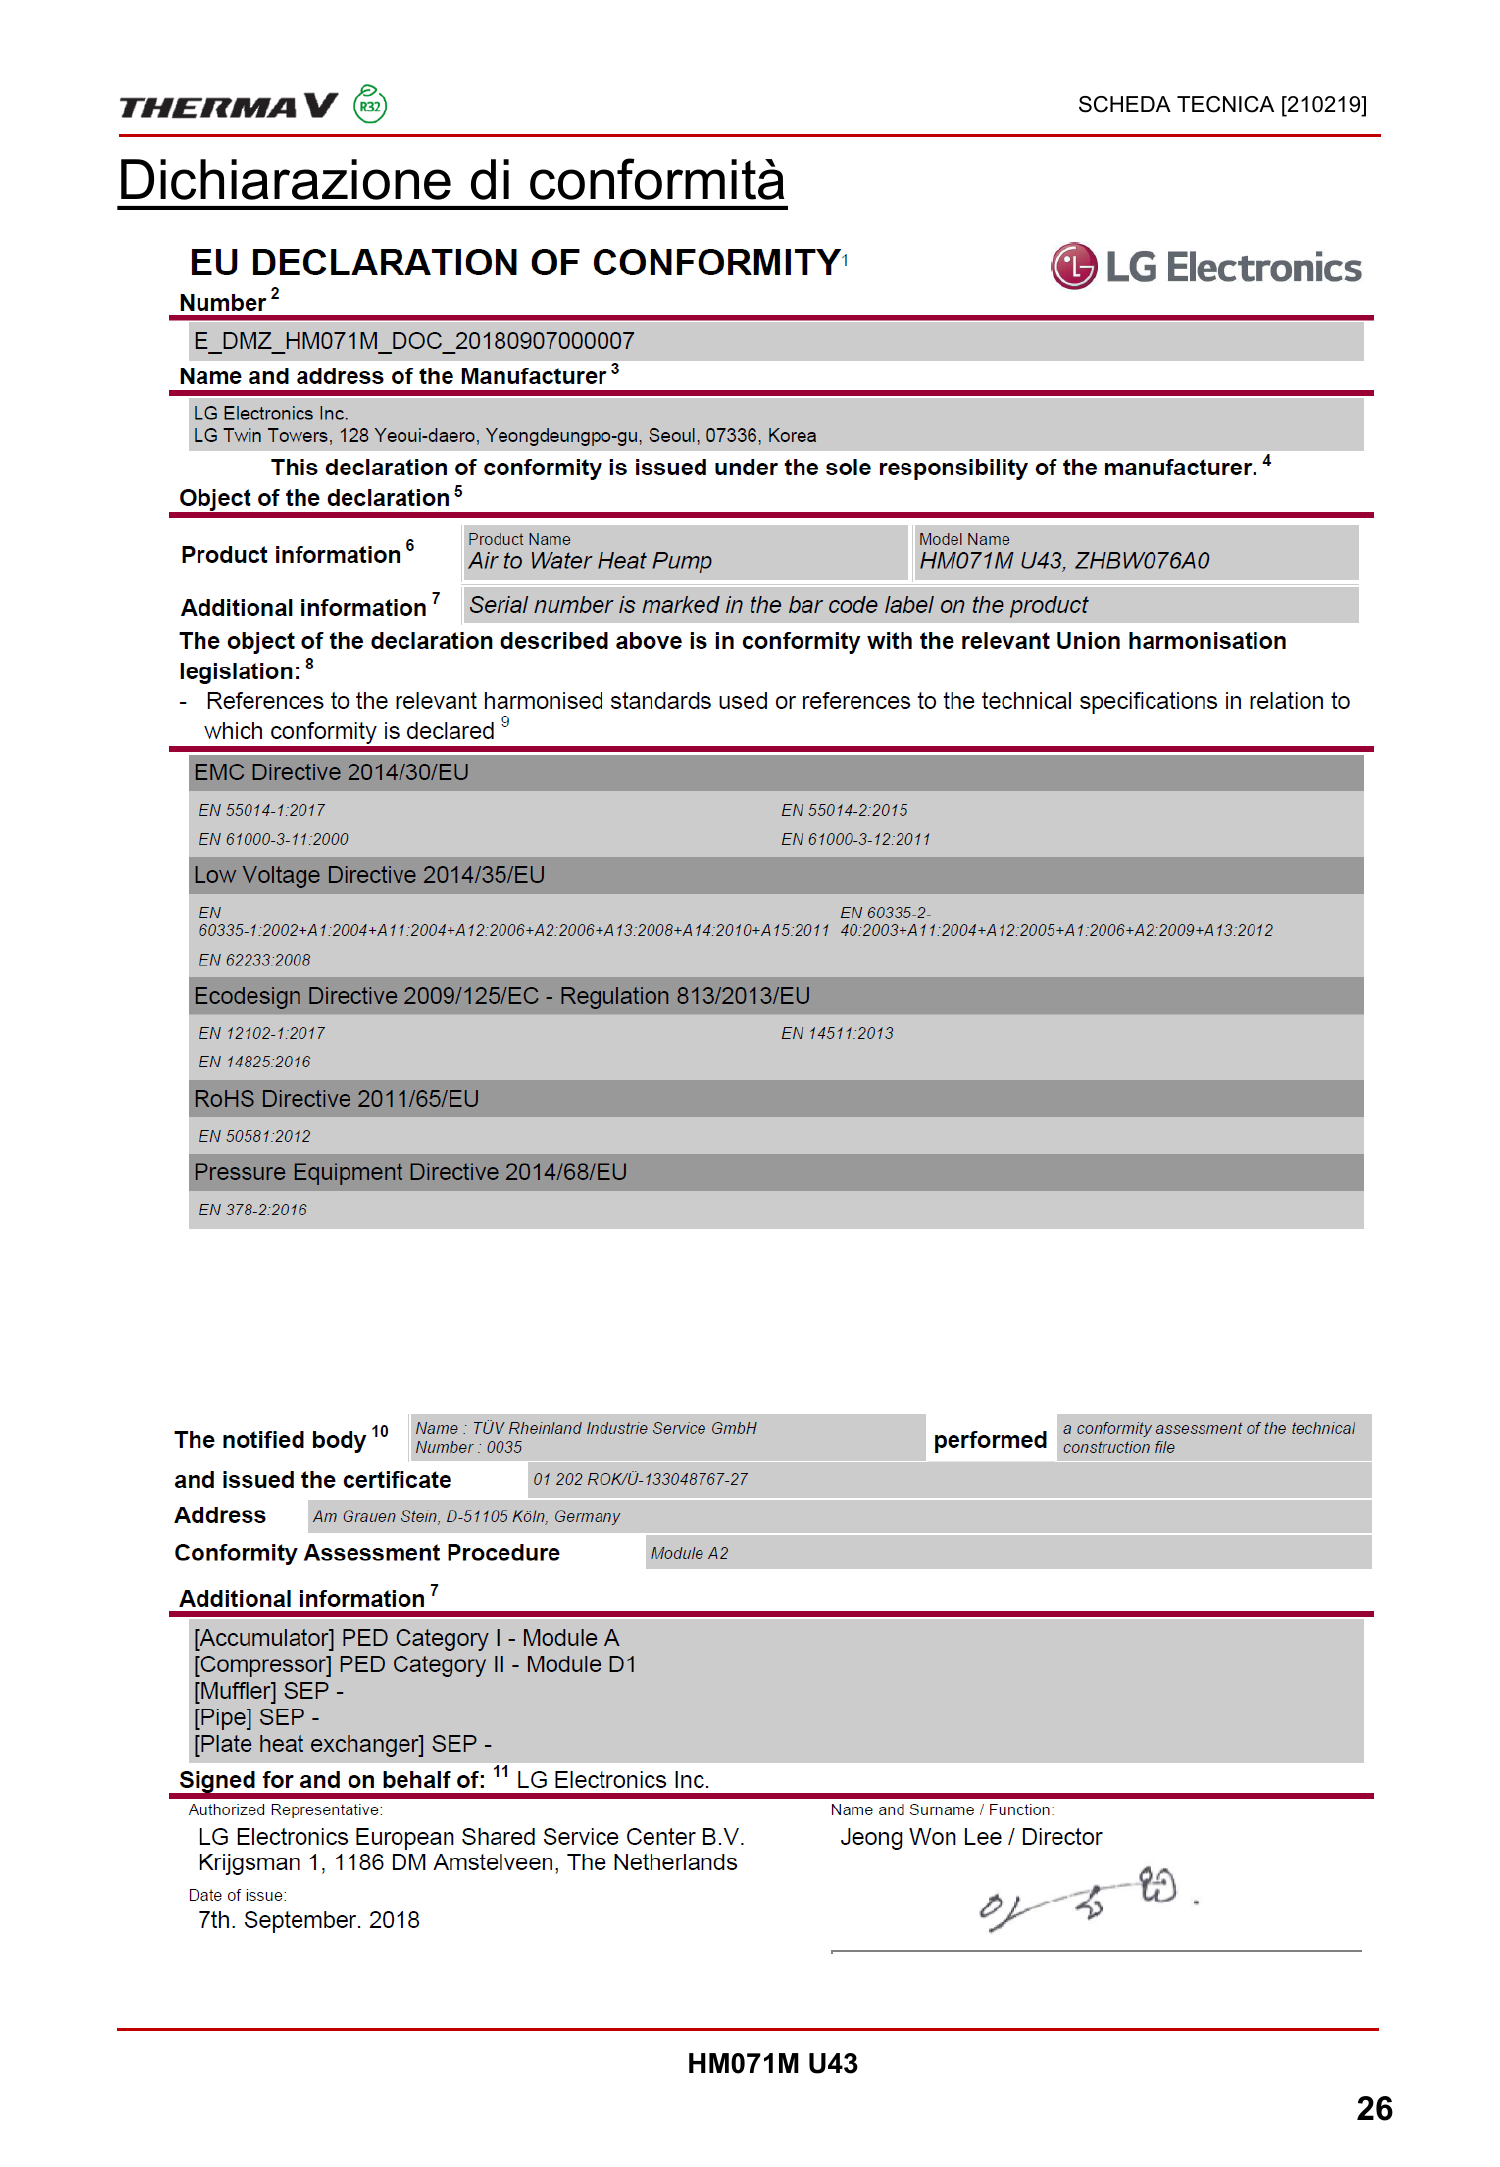 THERMA V R32
SCHEDA TECNICA [210219]
Dichiarazione di conformità
EU DECLARATION OF CONFORMITY1
LG Electronics
Number 2
E_DMZ_HM071M_DOC_20180907000007
Name and address of the Manufacturer 3
LG Electronics Inc.
LG Twin Towers, 128 Yeoui-daero, Yeongdeungpo-gu, Seoul, 07336, Korea
This declaration of conformity is issued under the sole responsibility of the manufacturer. 4
Object of the declaration 5
Product information 6
Product Name
Air to Water Heat Pump
Model Name
HM071M U43, ZHBW076A0
Additional information 7
Serial number is marked in the bar code label on the product
The object of the declaration described above is in conformity with the relevant Union harmonisation
legislation: 8
- References to the relevant harmonised standards used or references to the technical specifications in relation to
which conformity is declared 9
EMC Directive 2014/30/EU
EN 55014-1:2017 EN 55014-2:2015
EN 61000-3-11:2000 EN 61000-3-12:2011
Low Voltage Directive 2014/35/EU
EN
60335-1:2002+A1:2004+A11:2004+A12:2006+A2:2006+A13:2008+A14:2010+A15:2011
EN 60335-2-
40:2003+A11:2004+A12:2005+A1:2006+A2:2009+A13:2012
EN 62233:2008
Ecodesign Directive 2009/125/EC - Regulation 813/2013/EU
EN 12102-1:2017 EN 14511:2013
EN 14825:2016
RoHS Directive 2011/65/EU
EN 50581:2012
Pressure Equipment Directive 2014/68/EU
EN 378-2:2016
The notified body 10
Name : TÜV Rheinland Industrie Service GmbH
Number : 0035
performed
a conformity assessment of the technical
construction file
and issued the certificate 01 202 ROK/Ü-133048767-27
Address Am Grauen Stein, D-51105 Köln, Germany
Conformity Assessment Procedure Module A2
Additional information 7
[Accumulator] PED Category I - Module A
[Compressor] PED Category II - Module D1
[Muffler] SEP -
[Pipe] SEP -
[Plate heat exchanger] SEP -
Signed for and on behalf of: 11 LG Electronics Inc.
Authorized Representative:
LG Electronics European Shared Service Center B.V.
Krijgsman 1, 1186 DM Amstelveen, The Netherlands
Name and Surname / Function:
Jeong Won Lee / Director
Date of issue:
7th. September. 2018
HM071M U43
26